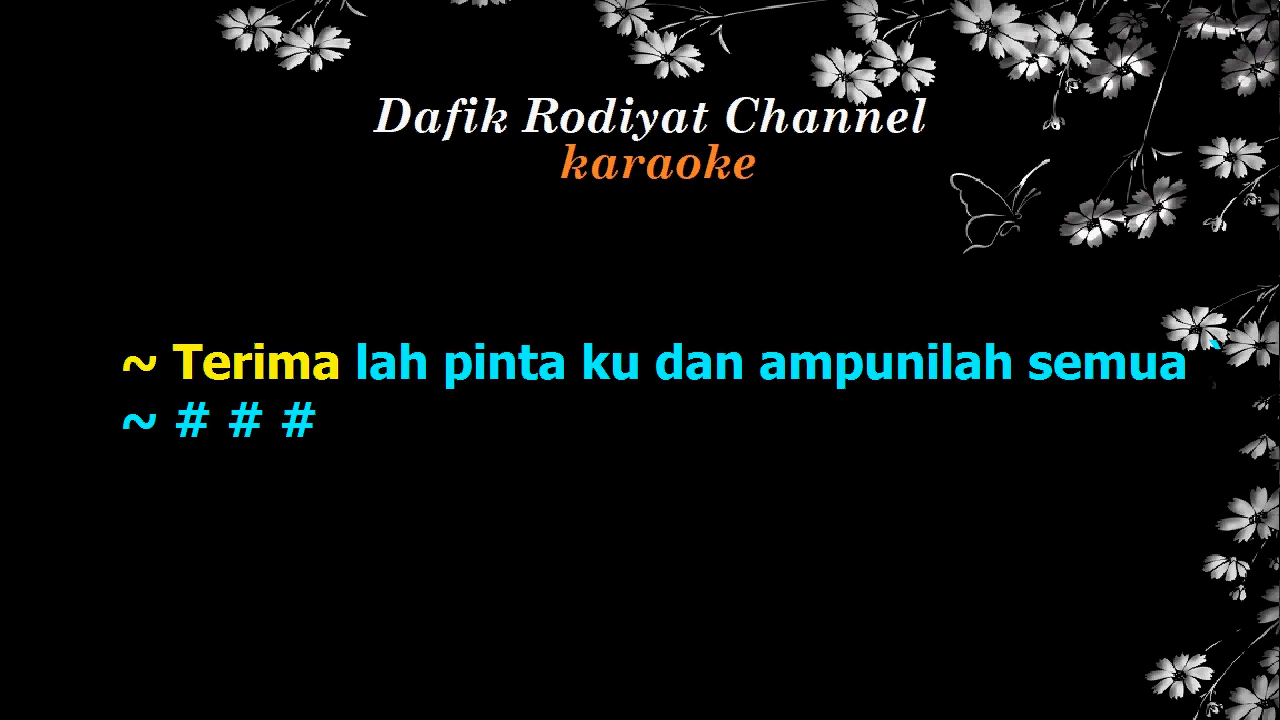 Dafik Rodiyat Channel
karaoke
~ Terima lah pinta ku dan ampunilah semua
~ # # #